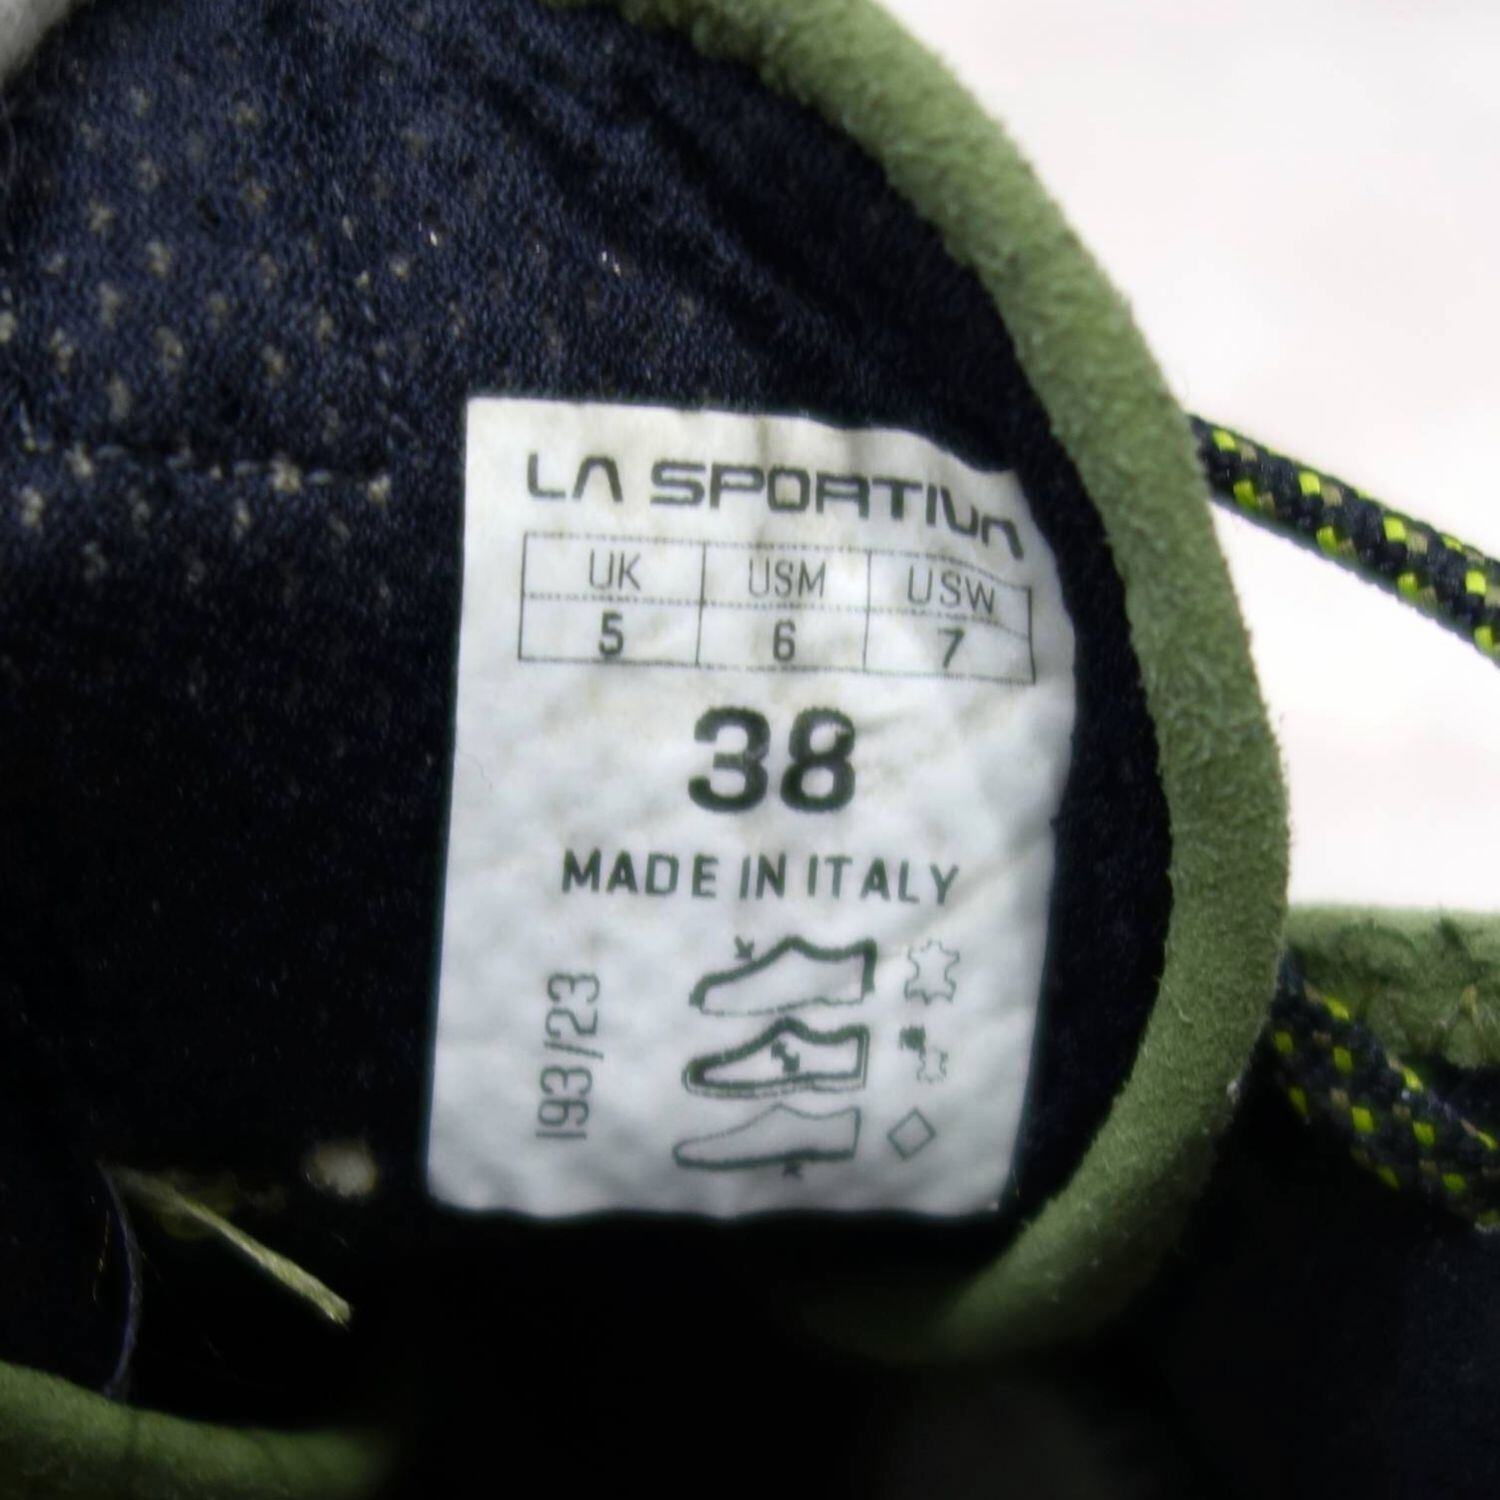 LA SPORTIVA
UK USM USW
5 6 7
38
MADE IN ITALY
193/23